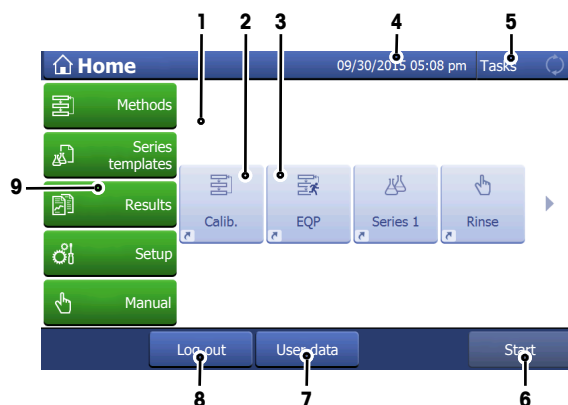 1 2 3 4 5
Home 09/30/2015 05:08 pm Tasks
Methods
Series
templates
9
Results
Calib. EQP Series 1 Rinse
Setup
Manual
Log out User data Start
8 7 6